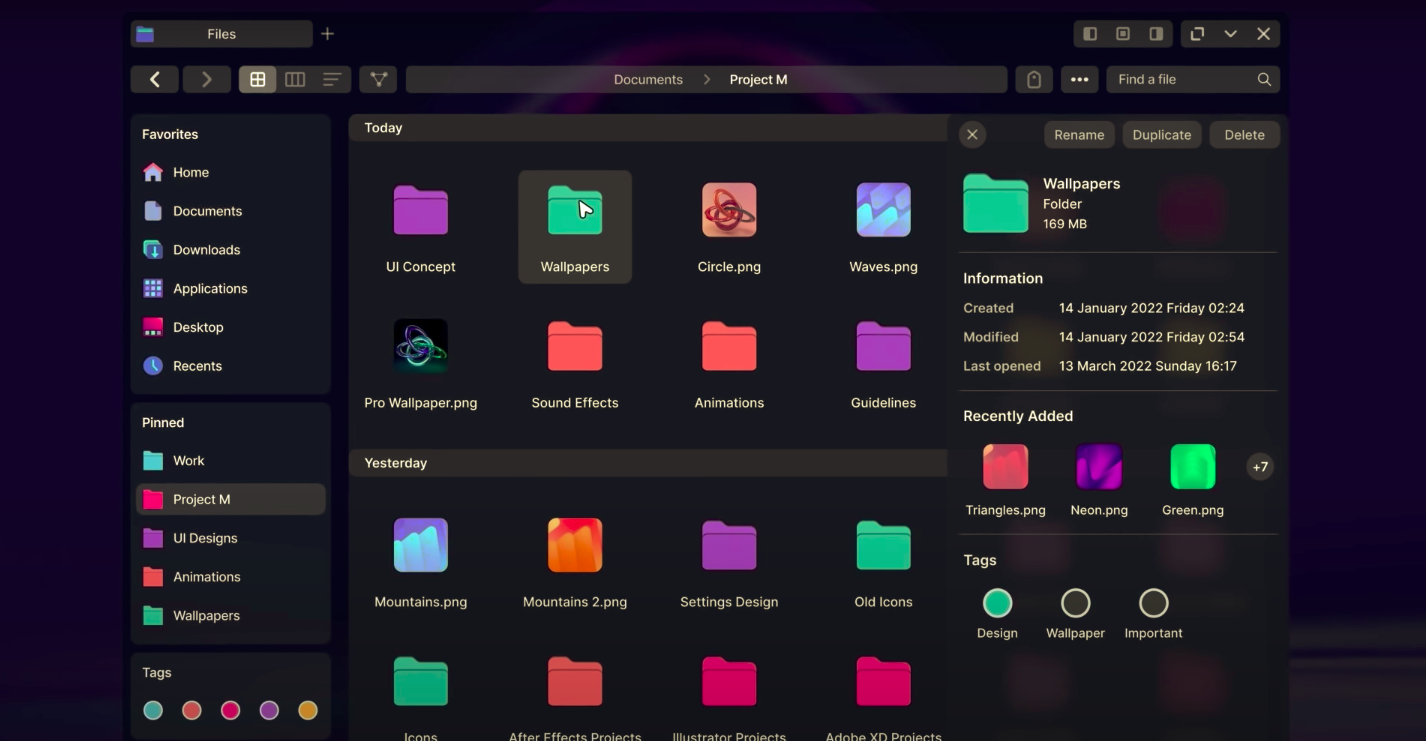 Files
Documents > Project M
Find a file
Favorites
Home
Documents
Downloads
Applications
Desktop
Recents
Pinned
Work
Project M
UI Designs
Animations
Wallpapers
Tags
Today
UI Concept
Wallpapers
Circle.png
Waves.png
Pro Wallpaper.png
Sound Effects
Animations
Guidelines
Yesterday
Mountains.png
Mountains 2.png
Settings Design
Old Icons
Icons
After Effects Projects
Illustrator Projects
Adobe XD Projects
Rename
Duplicate
Delete
Wallpapers
Folder
169 MB
Information
Created 14 January 2022 Friday 02:24
Modified 14 January 2022 Friday 02:54
Last opened 13 March 2022 Sunday 16:17
Recently Added
+7
Triangles.png
Neon.png
Green.png
Tags
Design
Wallpaper
Important